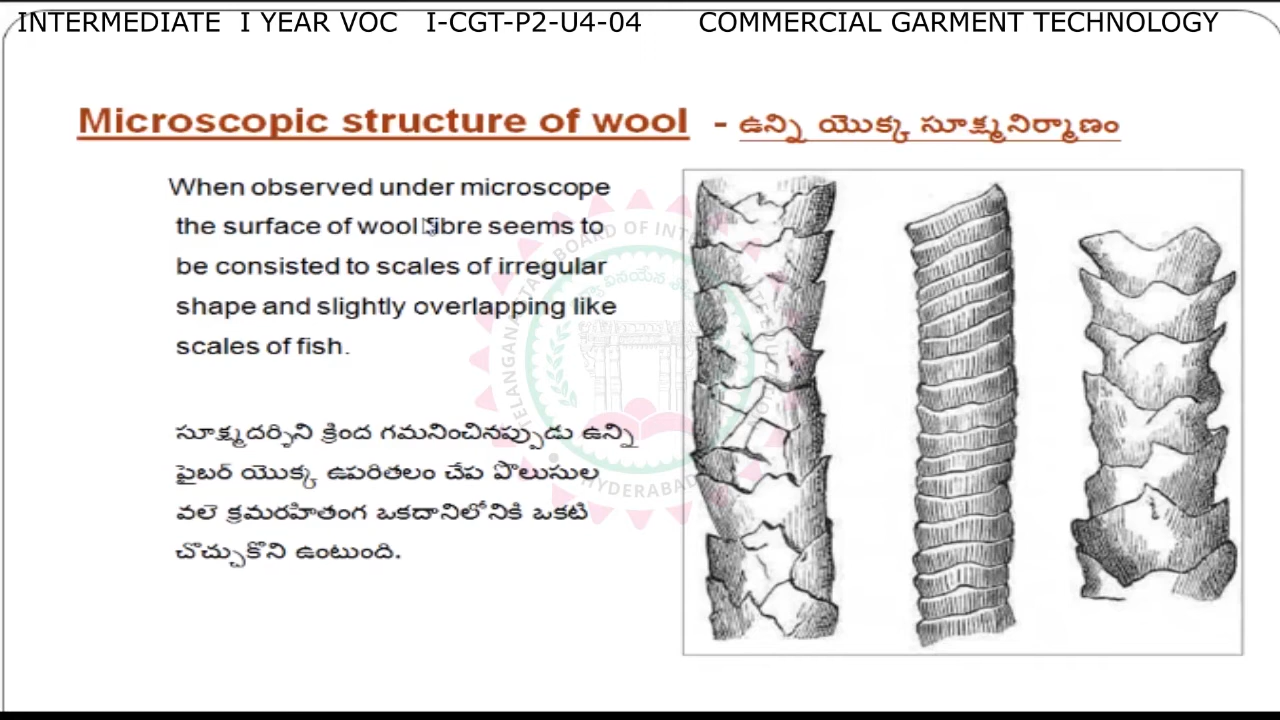 INTERMEDIATE I YEAR VOC I-CGT-P2-U4-04 COMMERCIAL GARMENT TECHNOLOGY
Microscopic structure of wool - ఉన్ని యొక్క సూక్ష్మనిర్మాణం
When observed under microscope
the surface of wool fibre seems to
be consisted to scales of irregular
shape and slightly overlapping like
scales of fish.
సూక్ష్మదర్శిని క్రింద గమనించినప్పుడు ఉన్ని
ఫైబర్ యొక్క ఉపరితలం చేప పొలుసుల
వలె క్రమరహితంగ ఒకదానిలోనికి ఒకటి
చొచ్చుకొని ఉంటుంది.
HYDERABAD